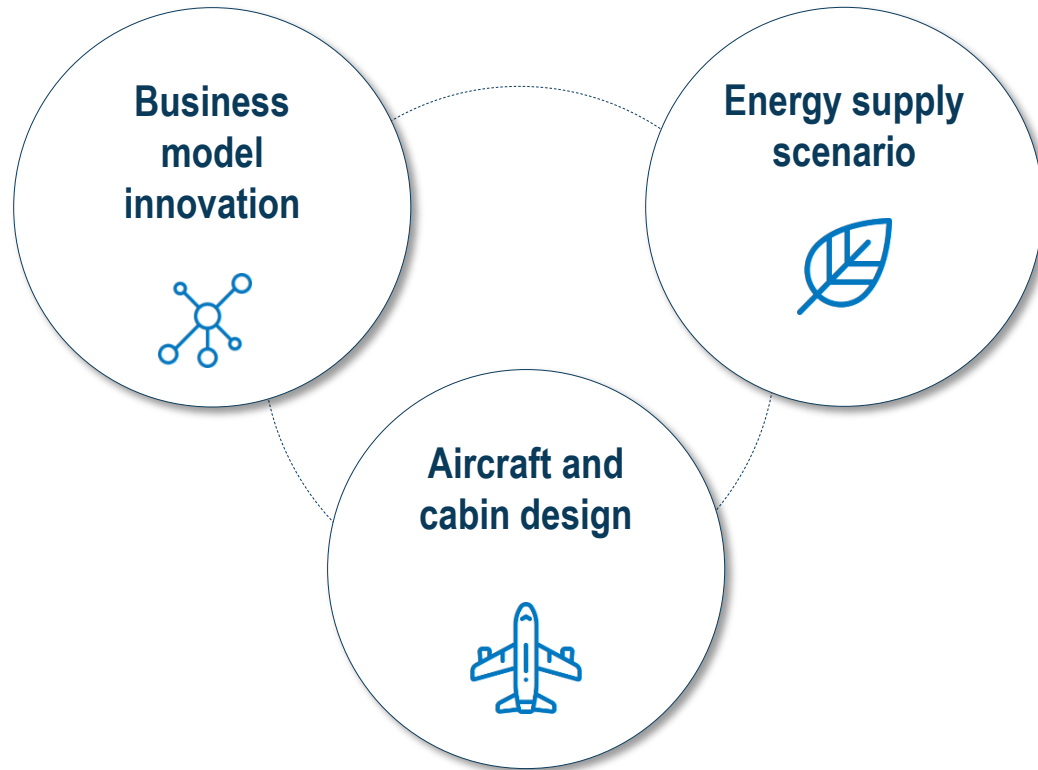 Business
model
innovation
Energy supply
scenario
Aircraft and
cabin design